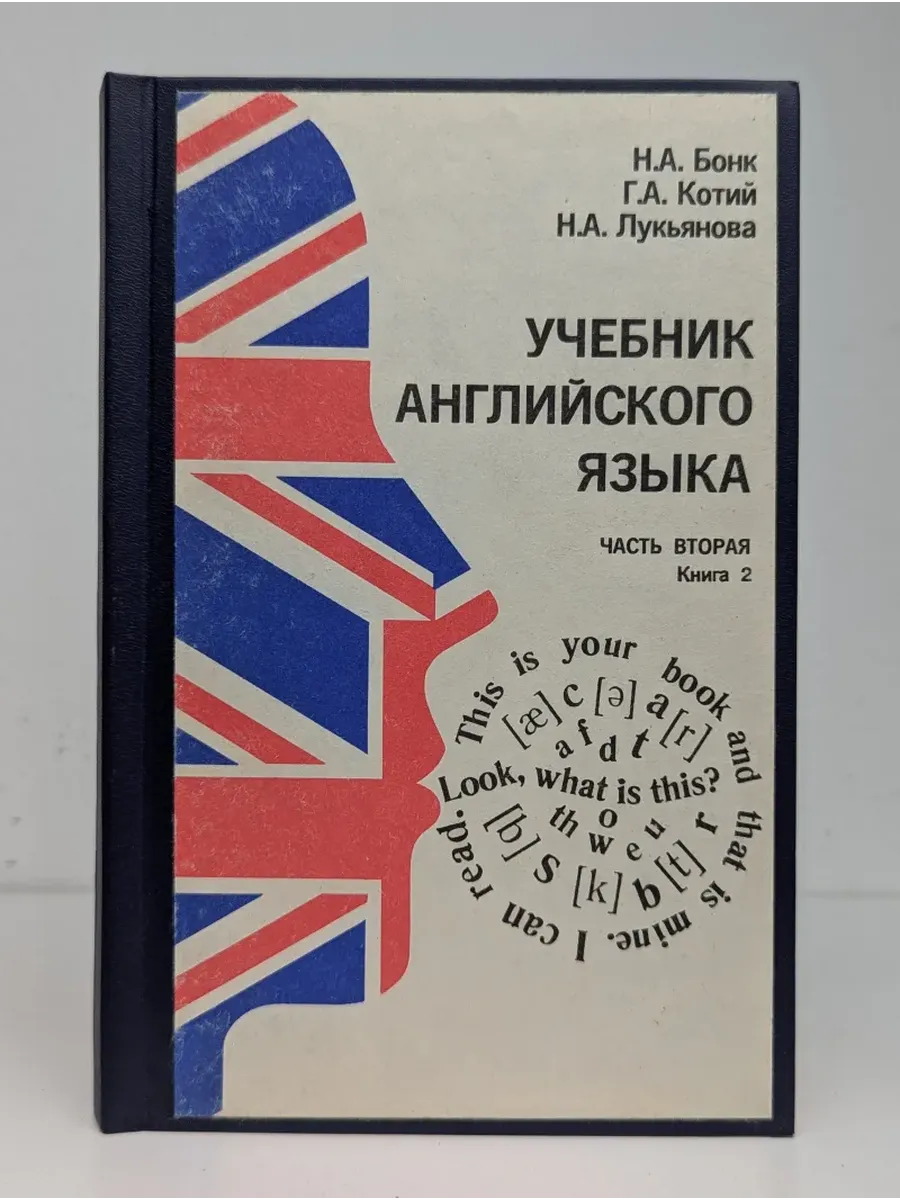 Н.А. Бонк
Г.А. Котий
Н.А. Лукьянова
УЧЕБНИК
АНГЛИЙСКОГО
ЯЗЫКА
ЧАСТЬ ВТОРАЯ
Книга 2
This is your book and that is mine. I can read.
[æ] c [ə] a [r]
a f d t
Look, what is this?
th o w e u r
[b] s [k] b [t]